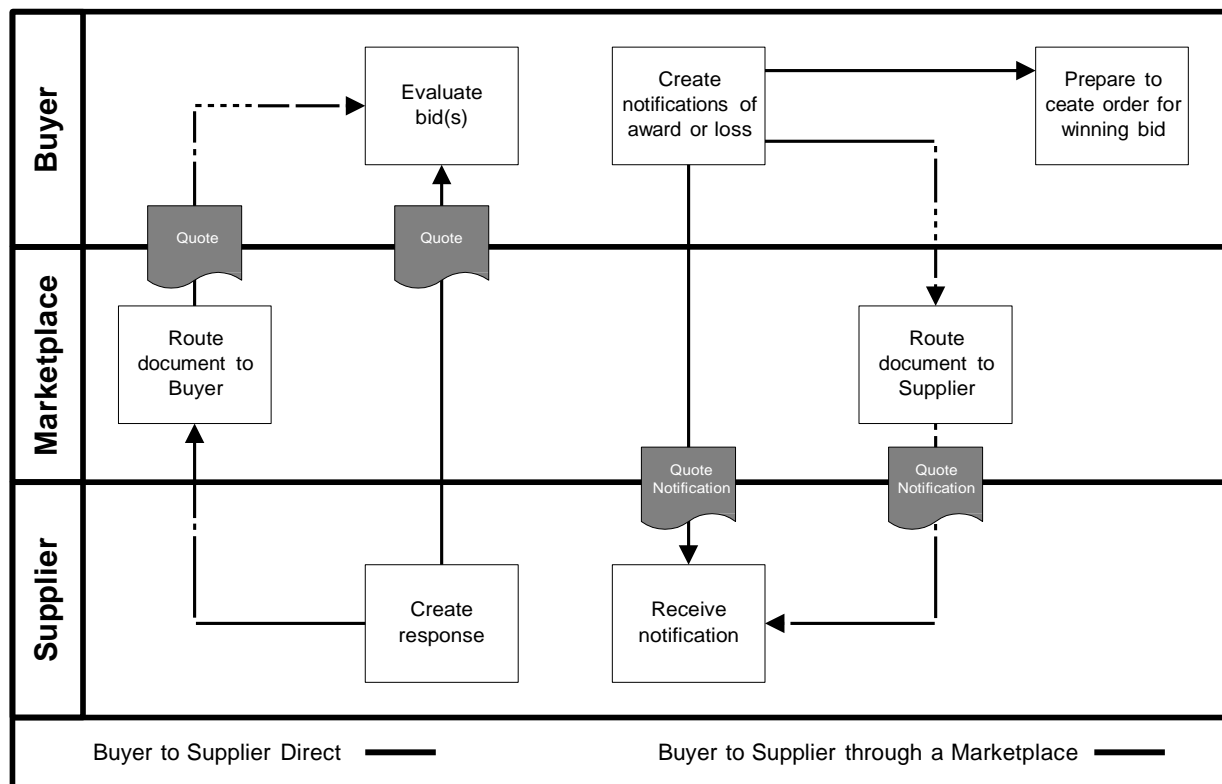 Buyer
Evaluate
bid(s)
Create
notifications of
award or loss
Prepare to
ceate order for
winning bid
Quote
Quote
Marketplace
Route
document to
Buyer
Route
document to
Supplier
Quote
Notification
Quote
Notification
Supplier
Create
response
Receive
notification
Buyer to Supplier Direct
Buyer to Supplier through a Marketplace